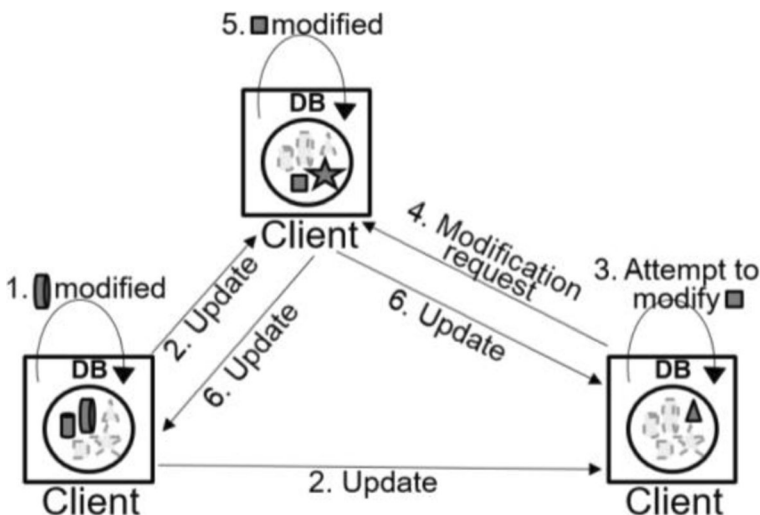 5. modified
DB
Client
4. Modification
request
3. Attempt to
modify
1. modified
2. Update
6. Update
6. Update
DB
DB
2. Update
Client
Client